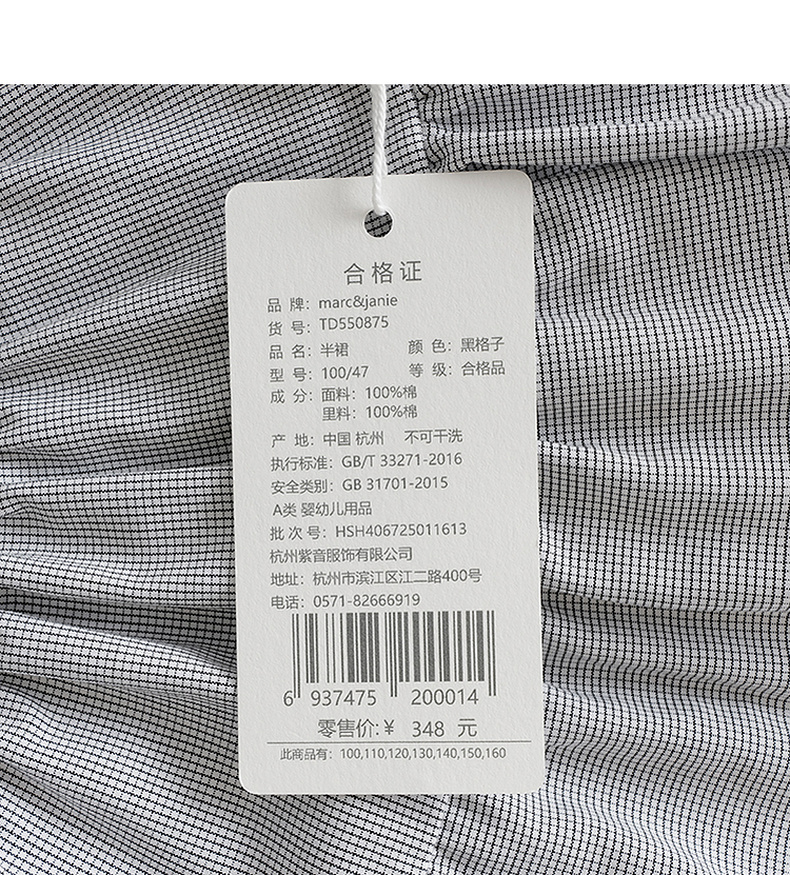 合格证
品 牌：marc&janie
货 号：TD550875
品 名：半裙 颜 色：黑格子
型 号：100/47 等 级：合格品
成 分：面料：100%棉
里料：100%棉
产 地：中国 杭州 不可干洗
执行标准：GB/T 33271-2016
安全类别：GB 31701-2015
A类 婴幼儿用品
批 次 号：HSH406725011613
杭州紫音服饰有限公司
地址：杭州市滨江区江二路400号
电话：0571-82666919
6 937475 200014
零售价:¥ 348 元
此商品有：100,110,120,130,140,150,160